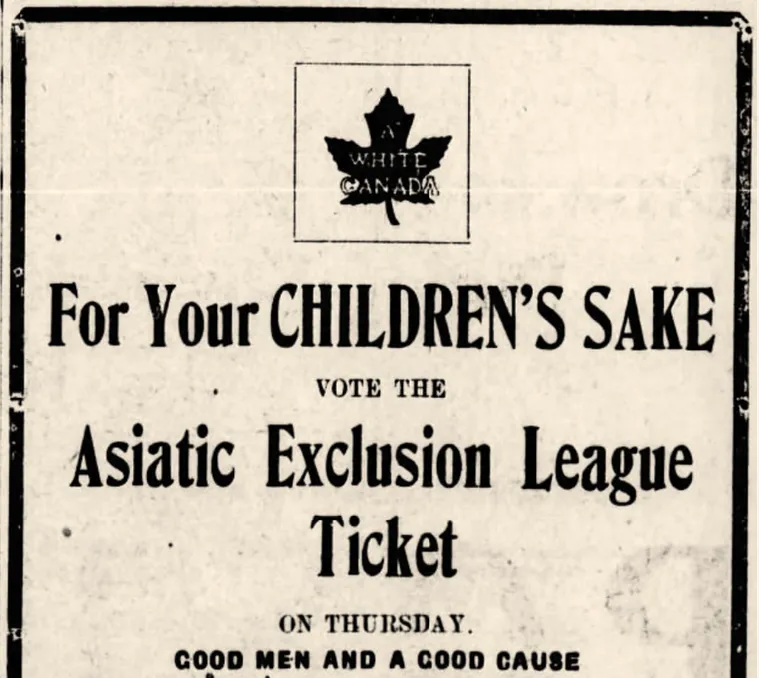 A
WHITE
CANADA
For Your CHILDREN'S SAKE
VOTE THE
Asiatic Exclusion League
Ticket
ON THURSDAY.
GOOD MEN AND A GOOD CAUSE